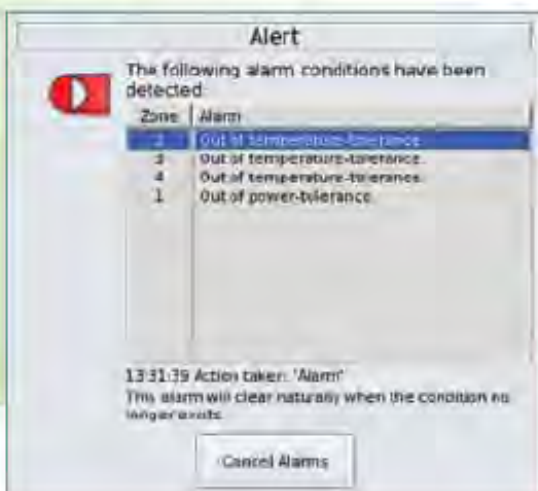 Alert
The following alarm conditions have been
detected
Zone Alarm
2 Out of temperature-tolerance.
3 Out of temperature-tolerance.
4 Out of temperature-tolerance.
1 Out of power-tolerance.
13:31:39 Action taken: 'Alarm'
This alarm will clear naturally when the condition no
longer exists.
Cancel Alarms